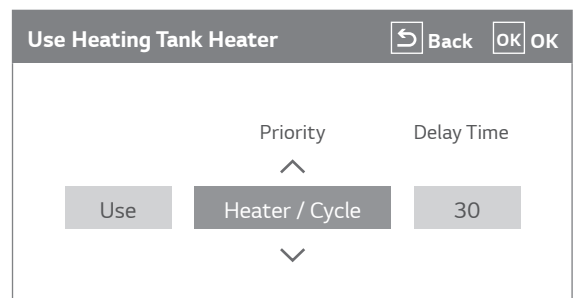 Use Heating Tank Heater Back OK OK
Priority Delay Time
Use Heater / Cycle 30